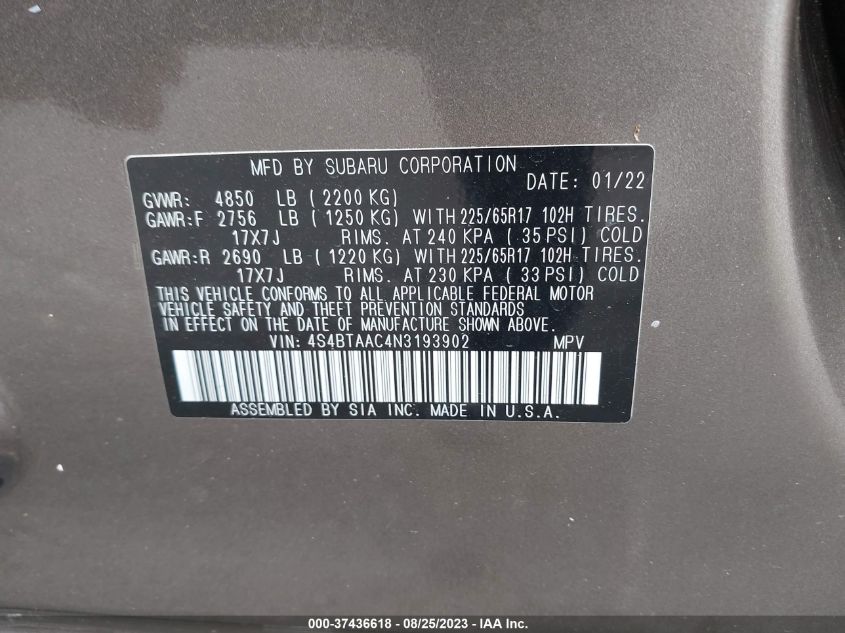 MFD BY SUBARU CORPORATION
DATE: 01/22
GVWR: 4850 LB ( 2200 KG)
GAWR:F 2756 LB ( 1250 KG) WITH 225/65R17 102H TIRES.
17X7J RIMS. AT 240 KPA ( 35 PSI) COLD
GAWR:R 2690 LB ( 1220 KG) WITH 225/65R17 102H TIRES.
17X7J RIMS. AT 230 KPA ( 33 PSI) COLD
THIS VEHICLE CONFORMS TO ALL APPLICABLE FEDERAL MOTOR
VEHICLE SAFETY AND THEFT PREVENTION STANDARDS
IN EFFECT ON THE DATE OF MANUFACTURE SHOWN ABOVE.
VIN: 4S4BTAAC4N3193902 MPV
ASSEMBLED BY SIA INC. MADE IN U.S.A.
000-37436618 - 08/25/2023 - IAA Inc.